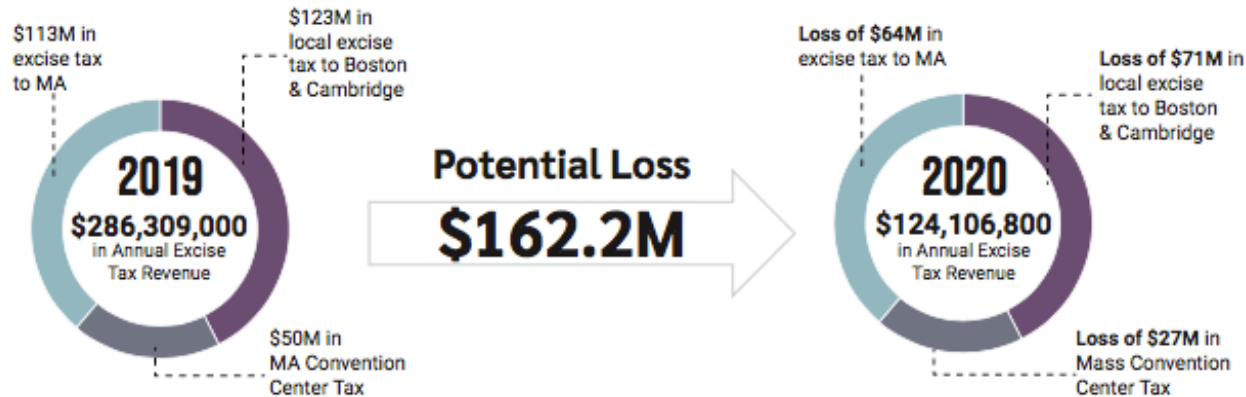 $113M in
excise tax
to MA
$123M in
local excise
tax to Boston
& Cambridge
2019
$286,309,000
in Annual Excise
Tax Revenue
$50M in
MA Convention
Center Tax
Potential Loss
$162.2M
Loss of $64M in
excise tax to MA
Loss of $71M in
local excise
tax to Boston
& Cambridge
2020
$124,106,800
in Annual Excise
Tax Revenue
Loss of $27M in
Mass Convention
Center Tax